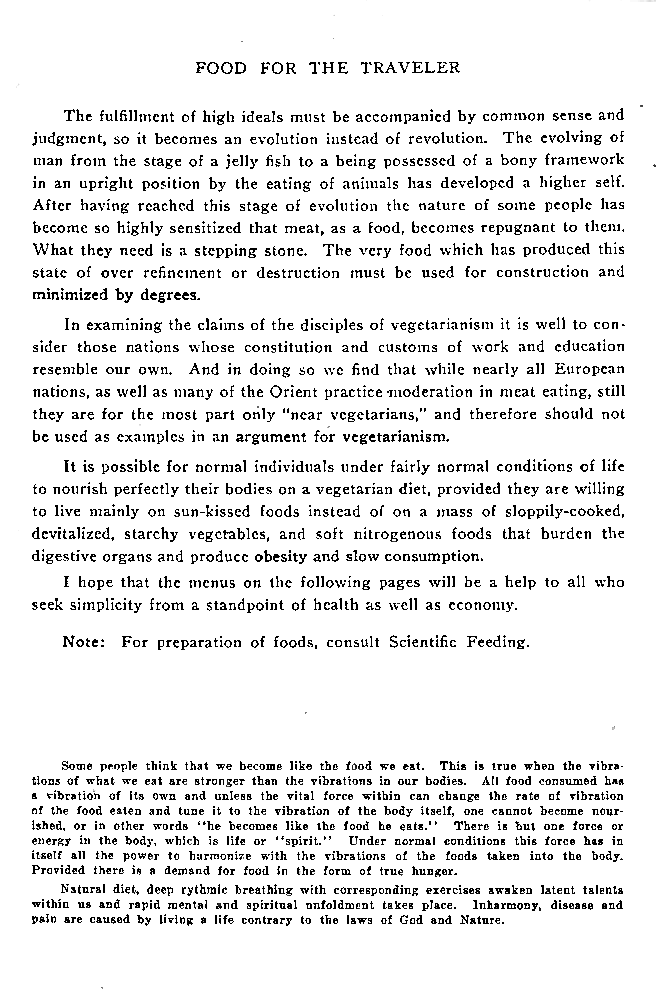 FOOD FOR THE TRAVELER
The fulfillment of high ideals must be accompanied by common sense and
judgment, so it becomes an evolution instead of revolution. The evolving of
man from the stage of a jelly fish to a being possessed of a bony framework
in an upright position by the eating of animals has developed a higher self.
After having reached this stage of evolution the nature of some people has
become so highly sensitized that meat, as a food, becomes repugnant to them.
What they need is a stepping stone. The very food which has produced this
state of over refinement or destruction must be used for construction and
minimized by degrees.
In examining the claims of the disciples of vegetarianism it is well to con-
sider those nations whose constitution and customs of work and education
resemble our own. And in doing so we find that while nearly all European
nations, as well as many of the Orient practice moderation in meat eating, still
they are for the most part only "near vegetarians," and therefore should not
be used as examples in an argument for vegetarianism.
It is possible for normal individuals under fairly normal conditions of life
to nourish perfectly their bodies on a vegetarian diet, provided they are willing
to live mainly on sun-kissed foods instead of on a mass of sloppily-cooked,
devitalized, starchy vegetables, and soft nitrogenous foods that burden the
digestive organs and produce obesity and slow consumption.
I hope that the menus on the following pages will be a help to all who
seek simplicity from a standpoint of health as well as economy.
Note: For preparation of foods, consult Scientific Feeding.
Some people think that we become like the food we eat. This is true when the vibra-
tions of what we eat are stronger than the vibrations in our bodies. All food consumed has
a vibration of its own and unless the vital force within can change the rate of vibration
of the food eaten and tune it to the vibration of the body itself, one cannot become nour-
ished, or in other words "he becomes like the food he eats." There is but one force or
energy in the body, which is life or "spirit." Under normal conditions this force has in
itself all the power to harmonize with the vibrations of the foods taken into the body.
Provided there is a demand for food in the form of true hunger.
Natural diet, deep rythmic breathing with corresponding exercises awaken latent talents
within us and rapid mental and spiritual unfoldment takes place. Inharmony, disease and
pain are caused by living a life contrary to the laws of God and Nature.